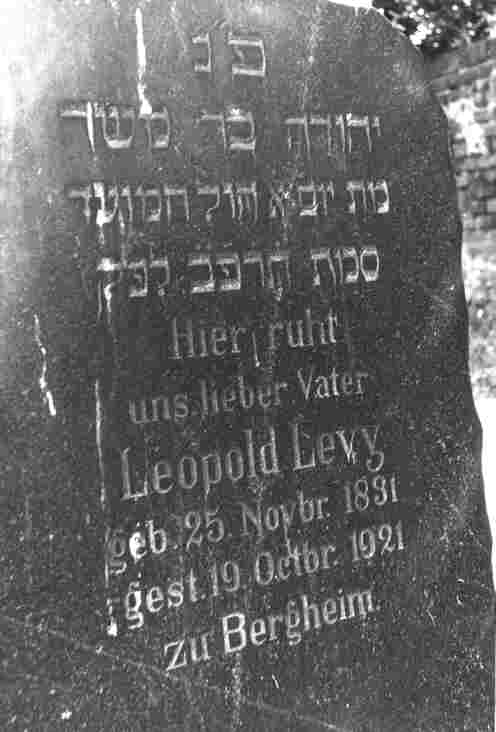 פ נ
יהודה בר משה
מת יום א חול המועד
סכות תרפב לפק
Hier ruht
uns. lieber Vater
Leopold Levy
geb. 25. Novbr. 1831
gest. 19. Octbr. 1921
zu Bergheim.